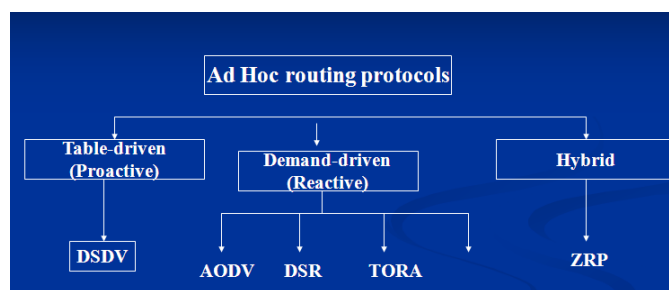 Ad Hoc routing protocols
Table-driven
(Proactive)
Demand-driven
(Reactive)
Hybrid
DSDV
AODV
DSR
TORA
ZRP